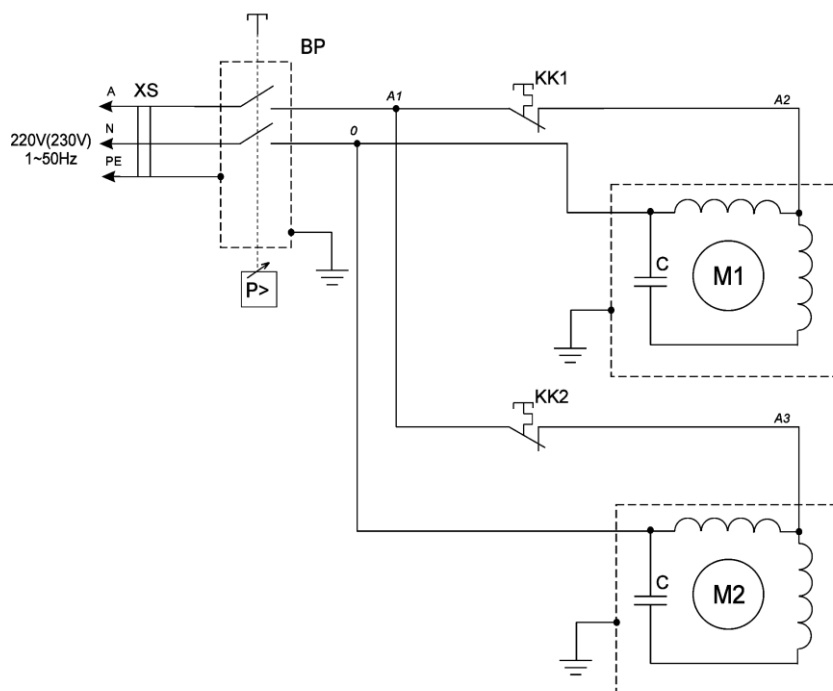 BP
A
XS
A1
KK1
A2
N
220V(230V)
1~50Hz
0
PE
C
M1
P>
KK2
A3
C
M2